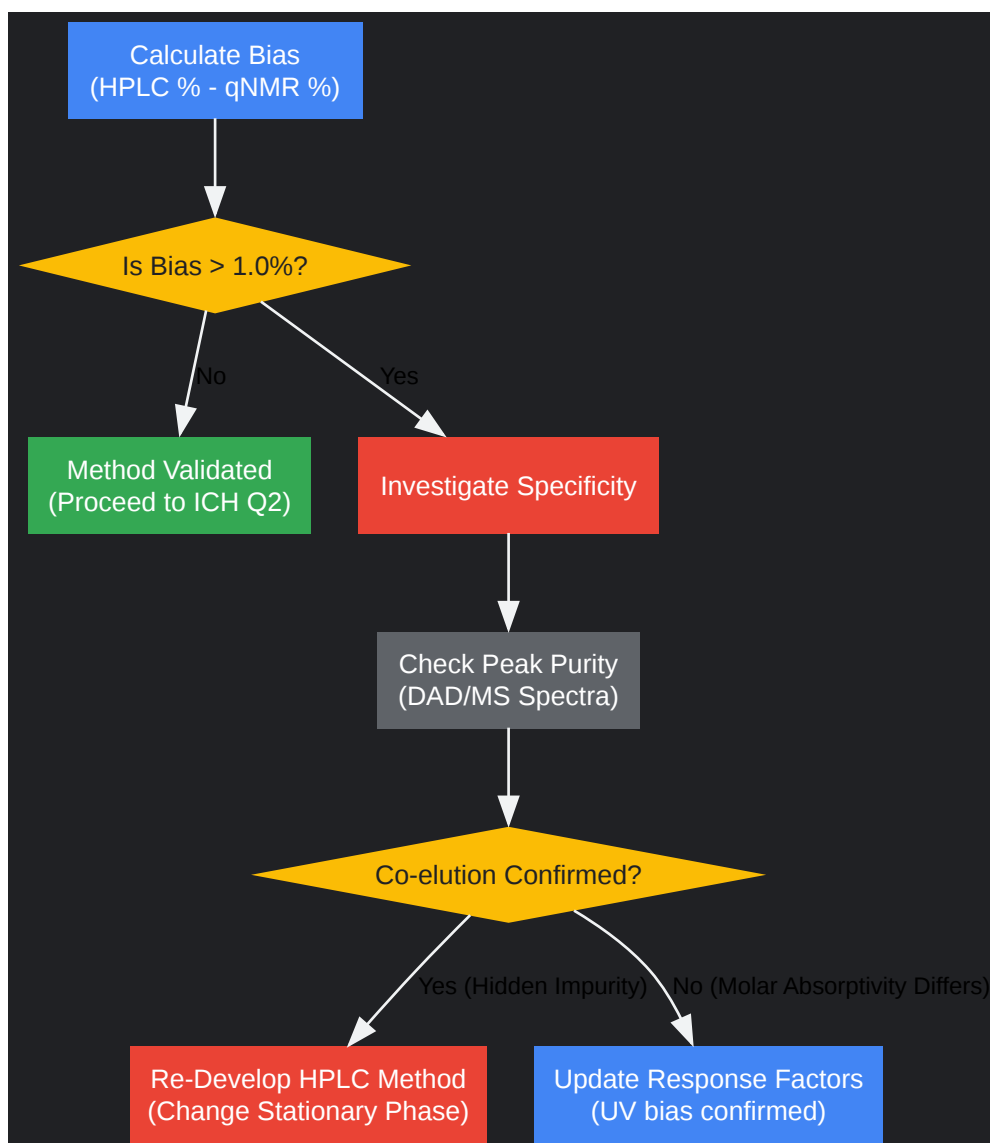 Calculate Bias
(HPLC % - qNMR %)
Is Bias > 1.0%?
No
Yes
Method Validated
(Proceed to ICH Q2)
Investigate Specificity
Check Peak Purity
(DAD/MS Spectra)
Co-elution Confirmed?
Yes (Hidden Impurity)
No (Molar Absorptivity Differs)
Re-Develop HPLC Method
(Change Stationary Phase)
Update Response Factors
(UV bias confirmed)